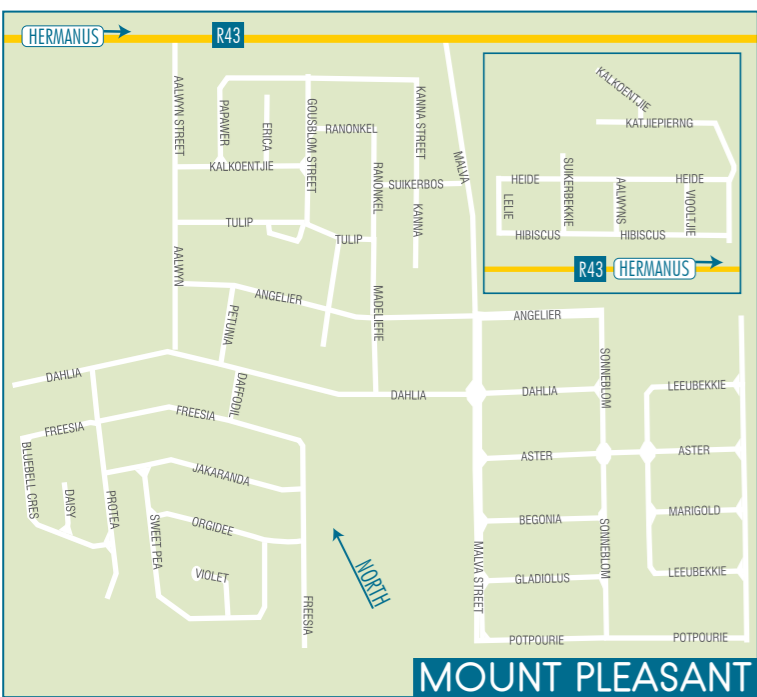 HERMANUS
R43
AALWYN STREET
PAPAWER
ERICA
GOUSBLOM STREET
RANONKEL
KANNA STREET
MALVA
KALKOENTJIE
RANONKEL
SUIKERBOS
KANNA
TULIP
TULIP
AALWYN
ANGELIER
PETUNIA
MADELIEFIE
KALKOENTJIE
KATJIEPIERNG
HEIDE
SUIKERBEKKIE
HEIDE
LELIE
AALWYNS
VIOOLTJIE
HIBISCUS
HIBISCUS
R43
HERMANUS
ANGELIER
SONNEBLOM
DAHLIA
DAFFODIL
DAHLIA
DAHLIA
LEEUBEKKIE
FREESIA
FREESIA
BLUEBELL CRES
DAISY
PROTEA
JAKARANDA
ASTER
ASTER
SWEET PEA
ORGIDEE
BEGONIA
SONNEBLOM
MARIGOLD
VIOLET
NORTH
FREESIA
MALVA STREET
GLADIOLUS
LEEUBEKKIE
POTPOURIE
POTPOURIE
MOUNT PLEASANT